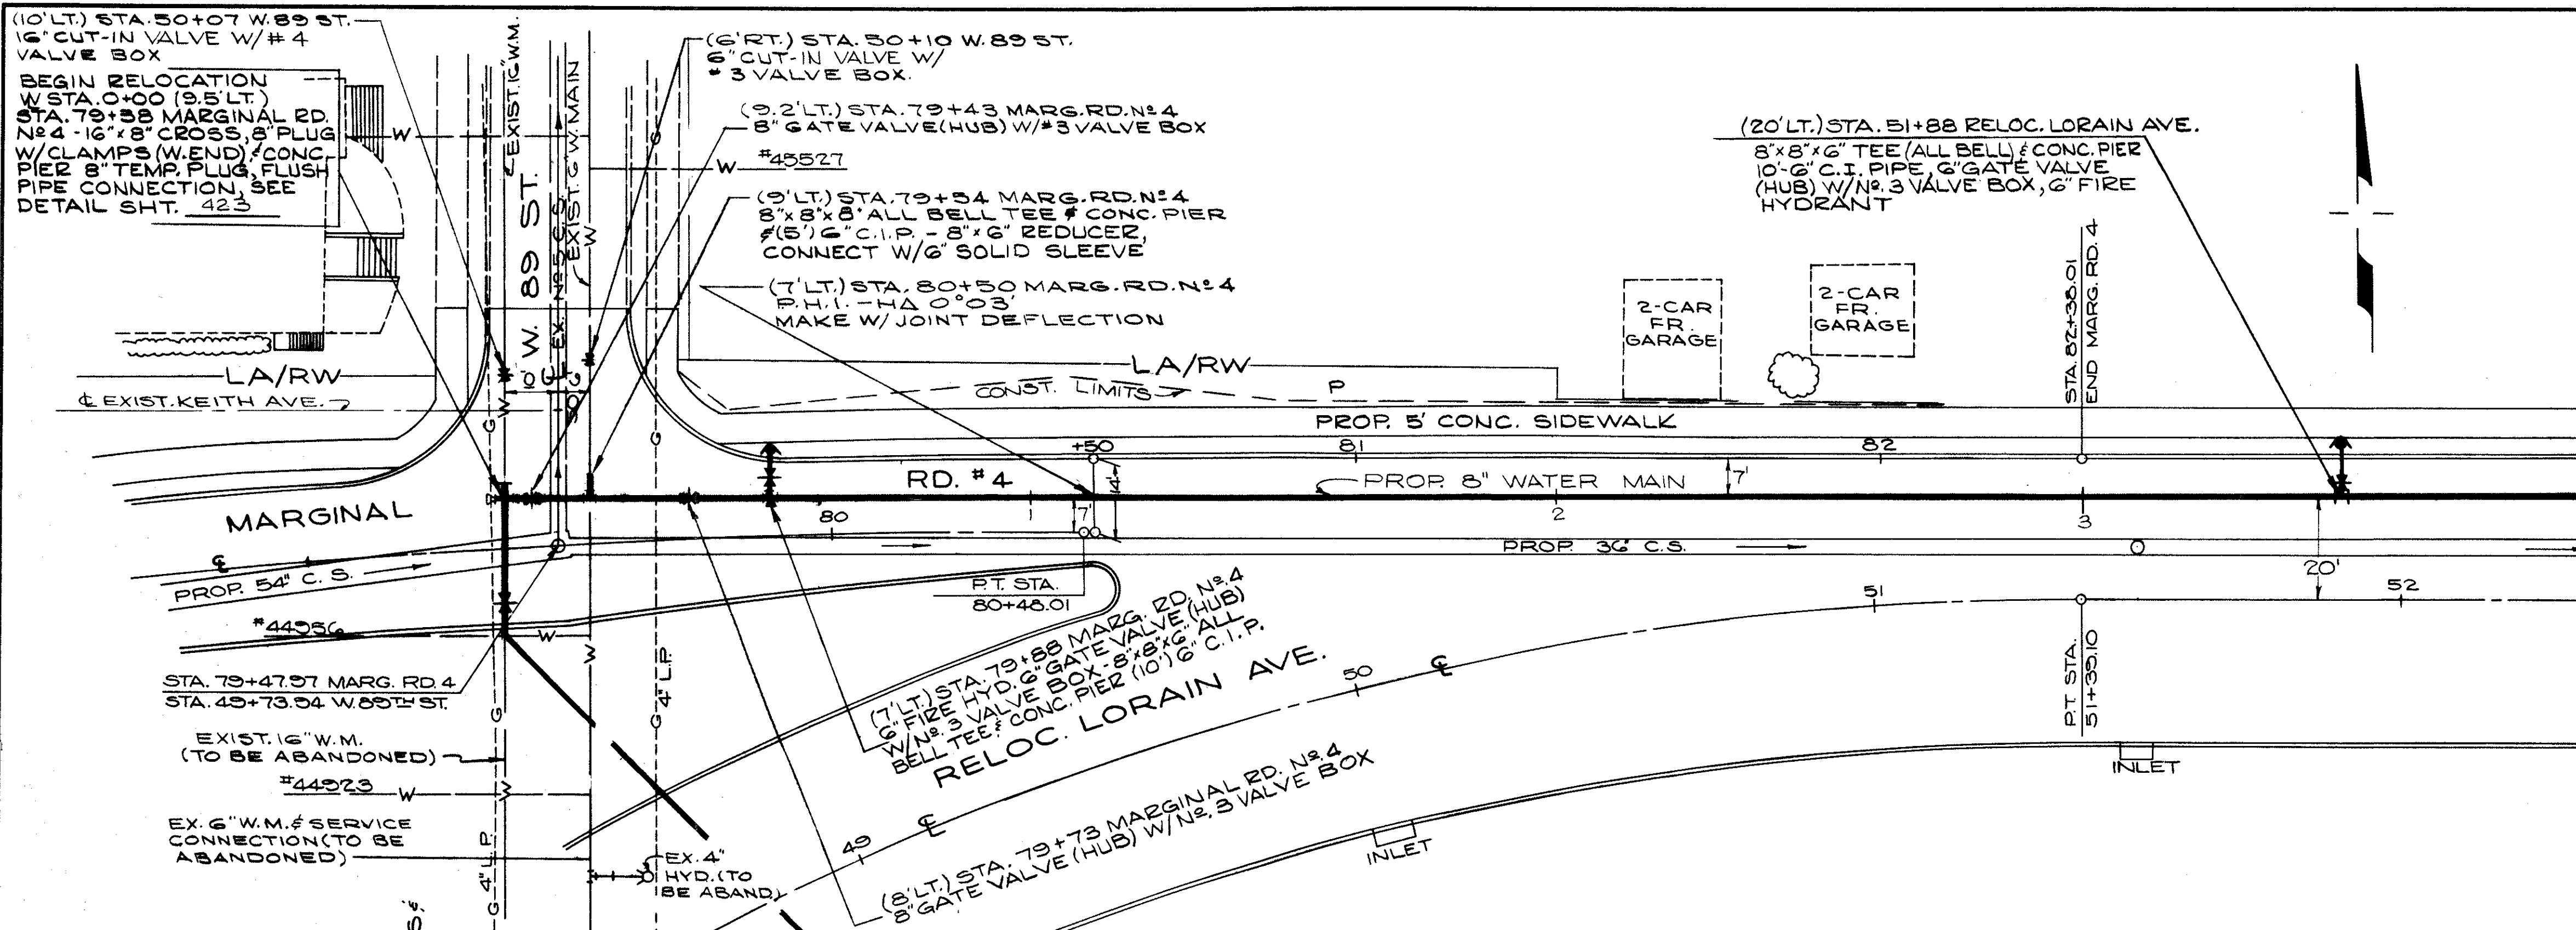 (10'LT.) STA. 50+07 W. 89 ST.
16" CUT-IN VALVE W/ # 4
VALVE BOX
BEGIN RELOCATION
W STA. 0+00 (9.5'LT.)
STA. 79+38 MARGINAL RD.
Nº 4 - 16" x 8" CROSS, 8" PLUG
W/CLAMPS (W. END) & CONC.
PIER 8" TEMP. PLUG, FLUSH
PIPE CONNECTION, SEE
DETAIL SHT. 423
EXIST. 16" W.M.
W. 89 ST.
℄ EX. Nº 5 C.S.
EXIST. 6" W. MAIN
(6'RT.) STA. 50+10 W. 89 ST.
6" CUT-IN VALVE W/
# 3 VALVE BOX.
(9.2'LT.) STA. 79+43 MARG. RD. Nº 4
8" GATE VALVE (HUB) W/#3 VALVE BOX
#45527
(9'LT.) STA. 79+54 MARG. RD. Nº 4
8" x 8" x 8" ALL BELL TEE & CONC. PIER
& (5') 6" C.I.P. - 8" x 6" REDUCER,
CONNECT W/6" SOLID SLEEVE
(7'LT.) STA. 80+50 MARG. RD. Nº 4
P.H.I. - HΔ 0°03'
MAKE W/ JOINT DEFLECTION
(20'LT.) STA. 51+88 RELOC. LORAIN AVE.
8" x 8" x 6" TEE (ALL BELL) & CONC. PIER
10'-6" C.I. PIPE, 6" GATE VALVE
(HUB) W/Nº. 3 VALVE BOX, 6" FIRE
HYDRANT
2-CAR
FR.
GARAGE
2-CAR
FR.
GARAGE
STA. 82+38.01
END MARG. RD. 4
LA/RW
℄ EXIST. KEITH AVE.
10'
LA/RW
CONST. LIMITS
P
PROP. 5' CONC. SIDEWALK
+50
81
82
RD. #4
14'
PROP. 8" WATER MAIN
7'
MARGINAL
80
1
7'
2
3
℄
PROP. 54" C.S.
PROP. 36" C.S.
20'
P.T. STA.
80+48.01
51
52
#44956
4" L.P.
STA. 79+47.97 MARG. RD. 4
STA. 49+73.94 W. 89TH ST.
(7'LT.) STA. 79+88 MARG. RD. Nº. 4
6" FIRE HYD. 6" GATE VALVE (HUB)
W/Nº. 3 VALVE BOX - 8"x8"x6" ALL
BELL TEE & CONC. PIER (10') 6" C.I.P.
RELOC. LORAIN AVE.
50
℄
P.T. STA.
51+39.10
EXIST. 16" W.M.
(TO BE ABANDONED)
#44923
INLET
EX. 6" W.M. & SERVICE
CONNECTION (TO BE
ABANDONED)
4" L.P.
EX. 4"
HYD. (TO
BE ABAND)
49
℄
(8'LT.) STA. 79+73 MARGINAL RD. Nº. 4
8" GATE VALVE (HUB) W/Nº. 3 VALVE BOX
INLET